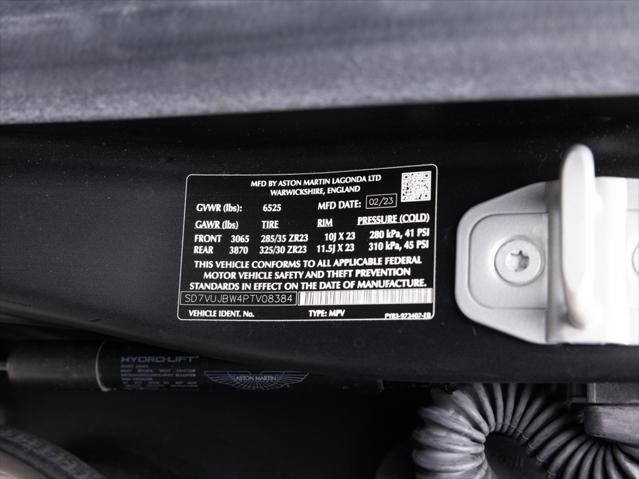 MFD BY ASTON MARTIN LAGONDA LTD
WARWICKSHIRE, ENGLAND
GVWR (lbs): 6525 MFD DATE: 02/23
GAWR (lbs): TIRE RIM PRESSURE (COLD)
FRONT 3065 285/35 ZR23 10J X 23 280 kPa, 41 PSI
REAR 3870 325/30 ZR23 11.5J X 23 310 kPa, 45 PSI
THIS VEHICLE CONFORMS TO ALL APPLICABLE FEDERAL
MOTOR VEHICLE SAFETY AND THEFT PREVENTION
STANDARDS IN EFFECT ON THE DATE OF MANUFACTURE.
SD7VUJBW4PTV08384
VEHICLE IDENT. No. TYPE: MPV PY83-973407-EB
HYDRO-LIFT
ASTON MARTIN